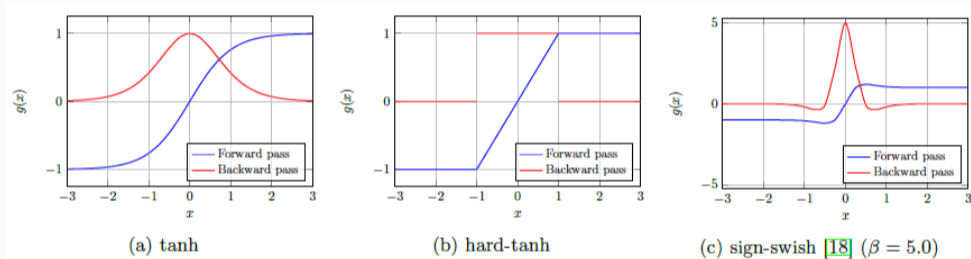 1
0
−1
g(x)
Forward pass
Backward pass
−3 −2 −1 0 1 2 3
x
(a) tanh
1
0
−1
g(x)
Forward pass
Backward pass
−3 −2 −1 0 1 2 3
x
(b) hard-tanh
5
0
−5
g(x)
Forward pass
Backward pass
−3 −2 −1 0 1 2 3
x
(c) sign-swish [18] (β = 5.0)